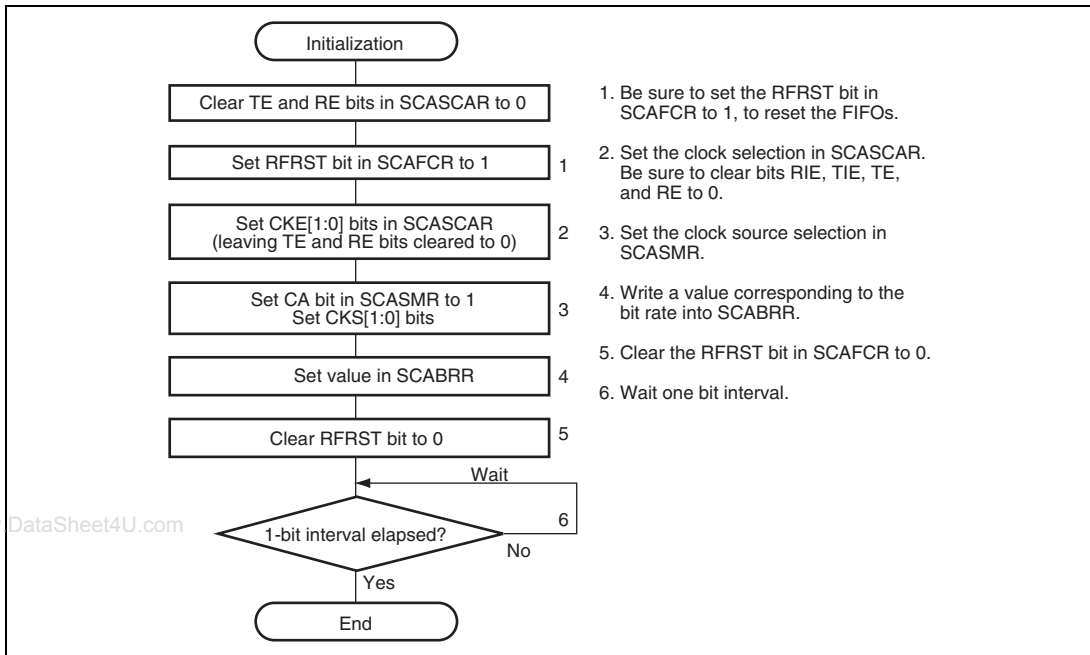 Initialization
Clear TE and RE bits in SCASCAR to 0
Set RFRST bit in SCAFCR to 1
1
Set CKE[1:0] bits in SCASCAR
(leaving TE and RE bits cleared to 0)
2
Set CA bit in SCASMR to 1
Set CKS[1:0] bits
3
Set value in SCABRR
4
Clear RFRST bit to 0
5
Wait
1-bit interval elapsed?
6
No
Yes
End
1. Be sure to set the RFRST bit in
SCAFCR to 1, to reset the FIFOs.
2. Set the clock selection in SCASCAR.
Be sure to clear bits RIE, TIE, TE,
and RE to 0.
3. Set the clock source selection in
SCASMR.
4. Write a value corresponding to the
bit rate into SCABRR.
5. Clear the RFRST bit in SCAFCR to 0.
6. Wait one bit interval.
DataSheet4U.com